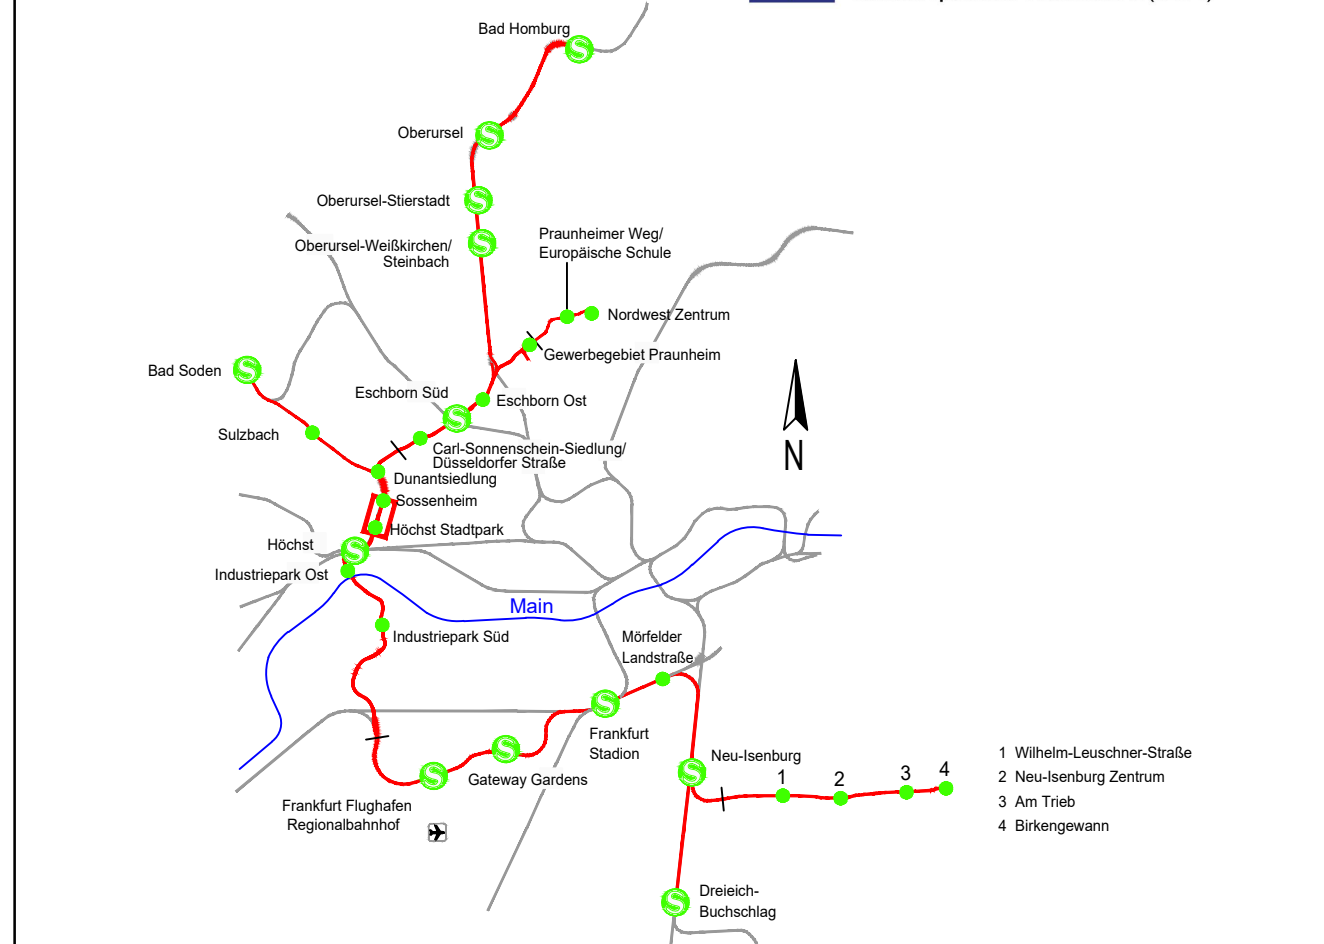 Bad Homburg
Oberursel
Oberursel-Stierstadt
Oberursel-Weißkirchen/
Steinbach
Praunheimer Weg/
Europäische Schule
Nordwest Zentrum
Gewerbegebiet Praunheim
Bad Soden
Eschborn Süd
Eschborn Ost
Sulzbach
Carl-Sonnenschein-Siedlung/
Düsseldorfer Straße
Dunantsiedlung
Sossenheim
Höchst Stadtpark
Höchst
Industriepark Ost
N
Main
Industriepark Süd
Mörfelder
Landstraße
Frankfurt
Stadion
Gateway Gardens
Frankfurt Flughafen
Regionalbahnhof
Neu-Isenburg
1
2
3
4
1 Wilhelm-Leuschner-Straße
2 Neu-Isenburg Zentrum
3 Am Trieb
4 Birkengewann
Dreieich-
Buchschlag
S
S
S
S
S
S
S
S
S
S
S
S